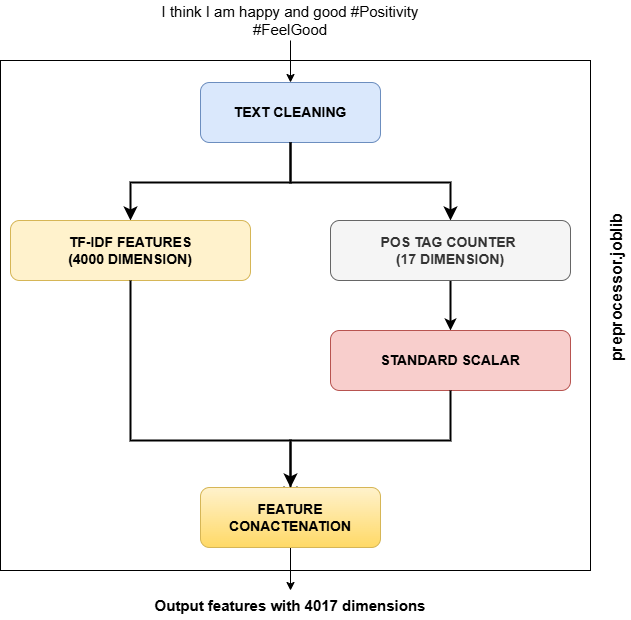 I think I am happy and good #Positivity
#FeelGood
TEXT CLEANING
TF-IDF FEATURES
(4000 DIMENSION)
POS TAG COUNTER
(17 DIMENSION)
STANDARD SCALAR
FEATURE
CONACTENATION
Output features with 4017 dimensions
preprocessor.joblib